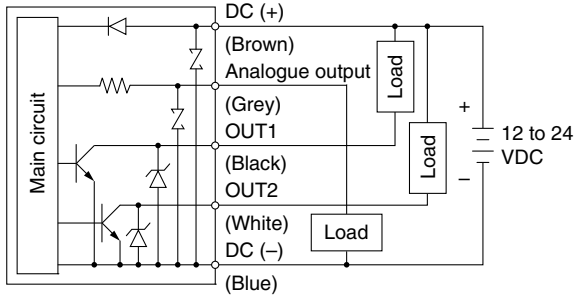 DC (+)
(Brown)
Analogue output
(Grey)
OUT1
(Black)
OUT2
(White)
DC (–)
(Blue)
Main circuit
Load
Load
Load
+
–
12 to 24
VDC